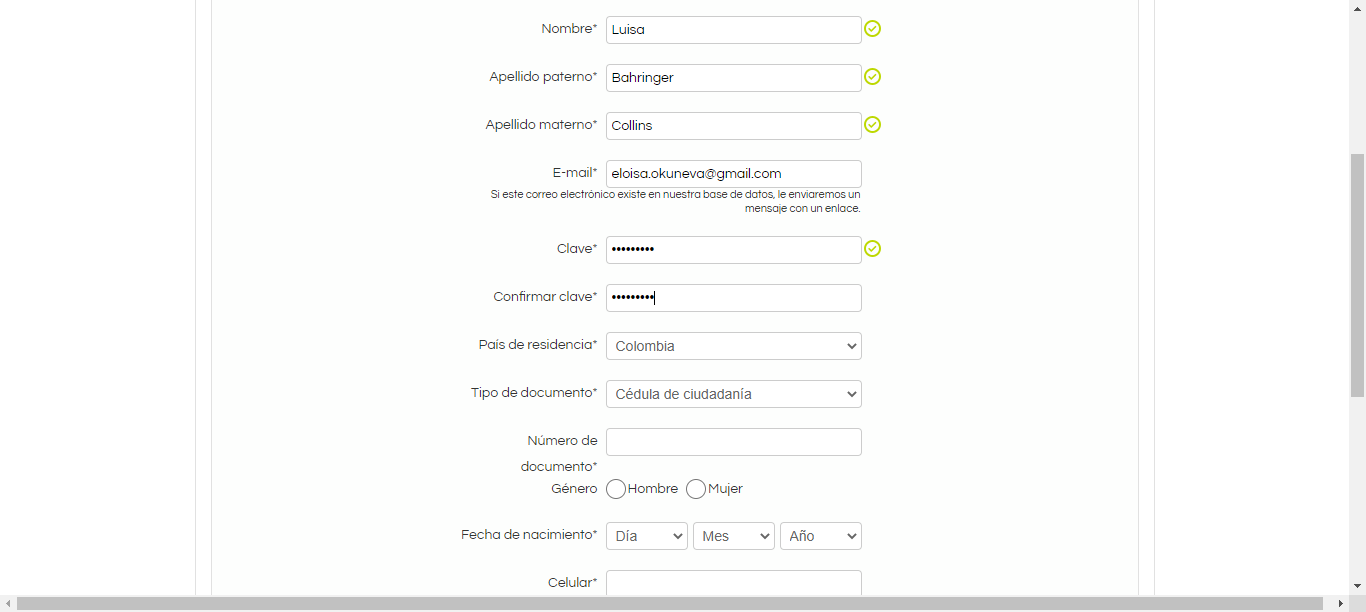 Nombre* Luisa
Apellido paterno* Bahringer
Apellido materno* Collins
E-mail* eloisa.okuneva@gmail.com
Si este correo electrónico existe en nuestra base de datos, le enviaremos un
mensaje con un enlace.
Clave* •••••••••
Confirmar clave* •••••••••
País de residencia* Colombia
Tipo de documento* Cédula de ciudadanía
Número de
documento*
Género Hombre Mujer
Fecha de nacimiento* Día Mes Año
Celular*